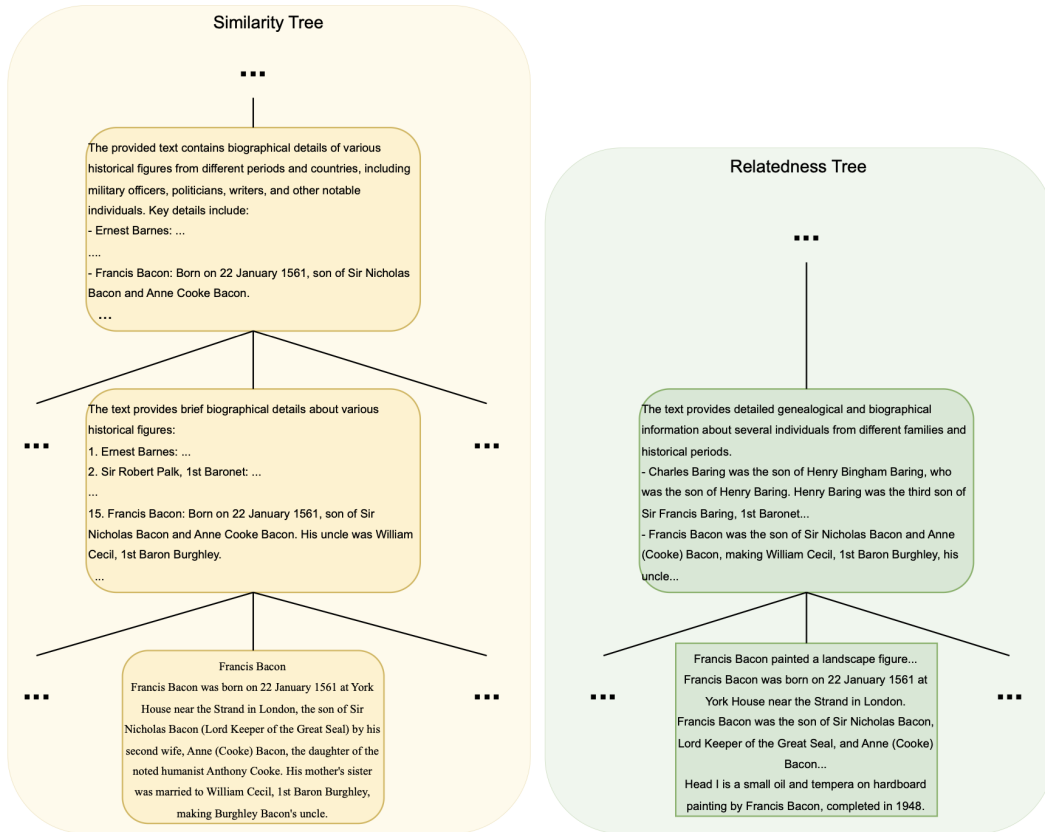 Similarity Tree
...
The provided text contains biographical details of various
historical figures from different periods and countries, including
military officers, politicians, writers, and other notable
individuals. Key details include:
- Ernest Barnes: ...
....
- Francis Bacon: Born on 22 January 1561, son of Sir Nicholas
Bacon and Anne Cooke Bacon.
...
...
The text provides brief biographical details about various
historical figures:
1. Ernest Barnes: ...
2. Sir Robert Palk, 1st Baronet: ...
...
15. Francis Bacon: Born on 22 January 1561, son of Sir
Nicholas Bacon and Anne Cooke Bacon. His uncle was William
Cecil, 1st Baron Burghley.
...
...
...
Francis Bacon
Francis Bacon was born on 22 January 1561 at York
House near the Strand in London, the son of Sir
Nicholas Bacon (Lord Keeper of the Great Seal) by his
second wife, Anne (Cooke) Bacon, the daughter of the
noted humanist Anthony Cooke. His mother's sister
was married to William Cecil, 1st Baron Burghley,
making Burghley Bacon's uncle.
...
Relatedness Tree
...
The text provides detailed genealogical and biographical
information about several individuals from different families and
historical periods.
- Charles Baring was the son of Henry Bingham Baring, who
was the son of Henry Baring. Henry Baring was the third son of
Sir Francis Baring, 1st Baronet...
- Francis Bacon was the son of Sir Nicholas Bacon and Anne
(Cooke) Bacon, making William Cecil, 1st Baron Burghley, his
uncle...
...
Francis Bacon painted a landscape figure...
Francis Bacon was born on 22 January 1561 at
York House near the Strand in London.
Francis Bacon was the son of Sir Nicholas Bacon,
Lord Keeper of the Great Seal, and Anne (Cooke)
Bacon...
Head I is a small oil and tempera on hardboard
painting by Francis Bacon, completed in 1948.
...